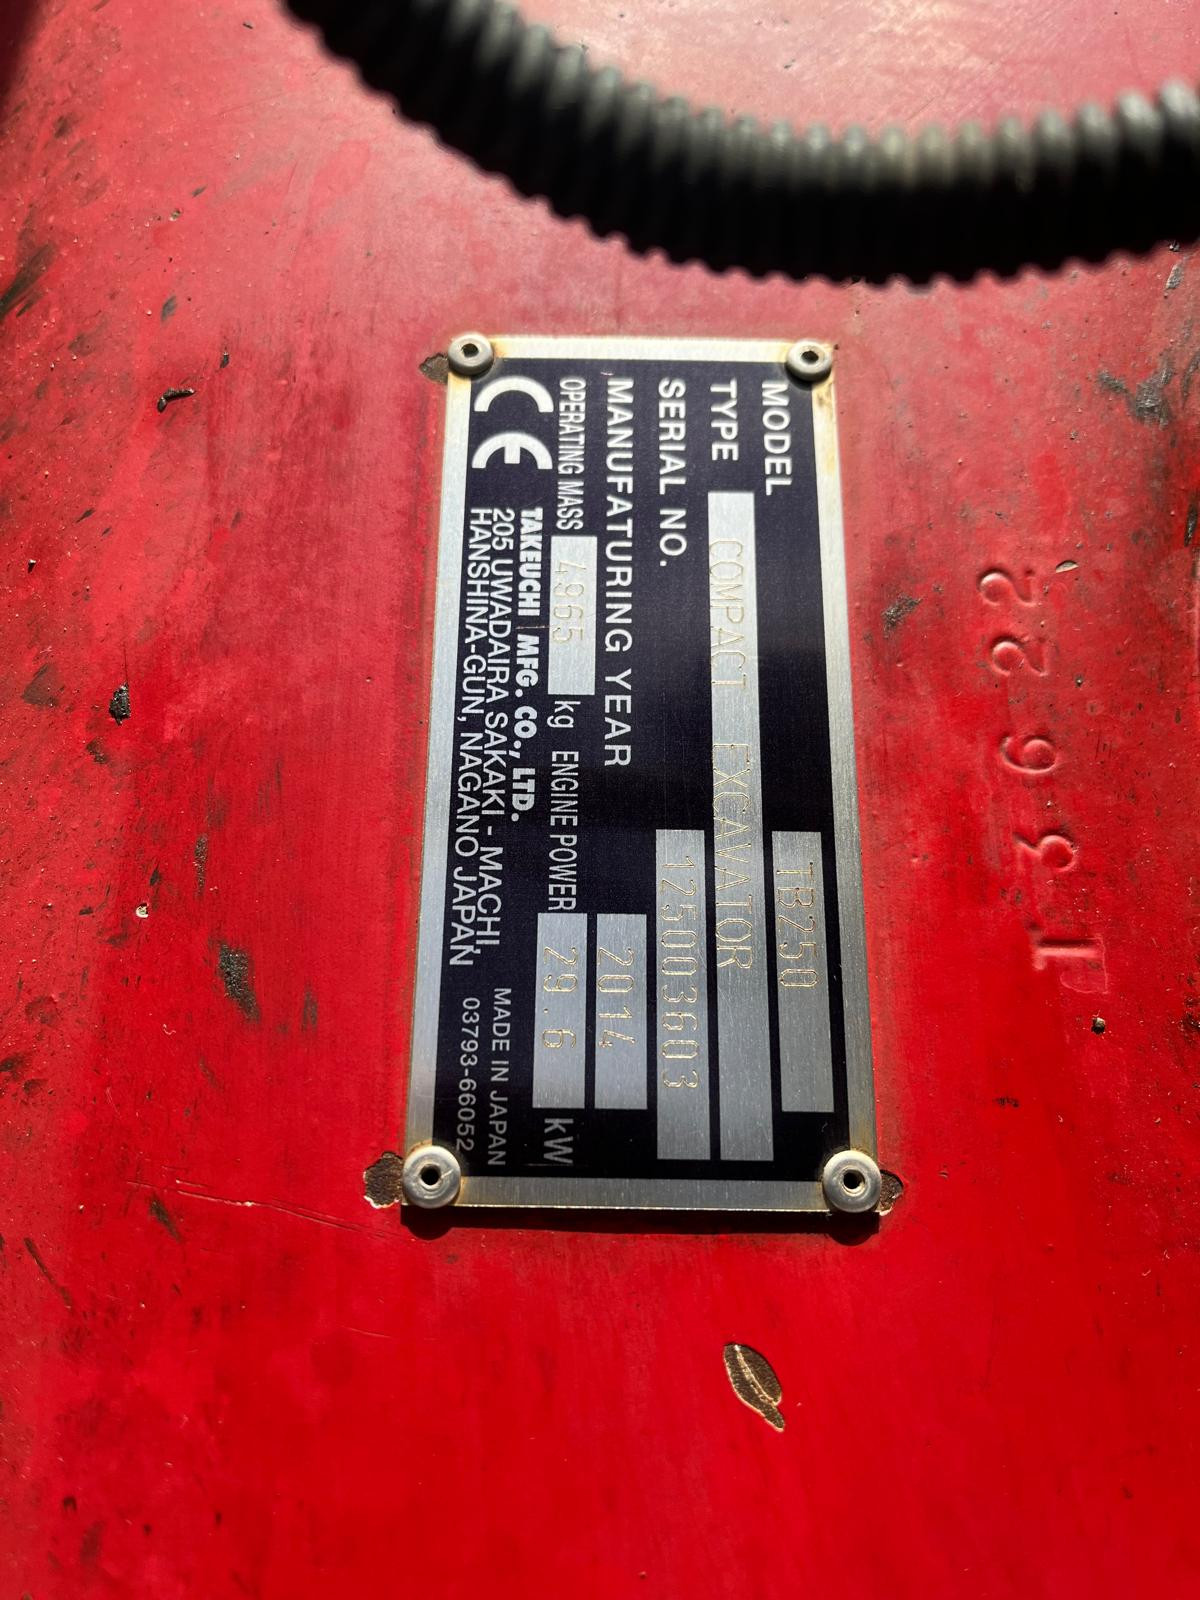 MODEL TB250
TYPE COMPACT EXCAVATOR
SERIAL NO. 125003603
MANUFATURING YEAR 2014
OPERATING MASS 4965 kg ENGINE POWER 29.6 kW
CE
TAKEUCHI MFG. CO., LTD.
205 UWADAIRA SAKAKI - MACHI,
HANSHINA-GUN, NAGANO JAPAN
MADE IN JAPAN
03793-66052